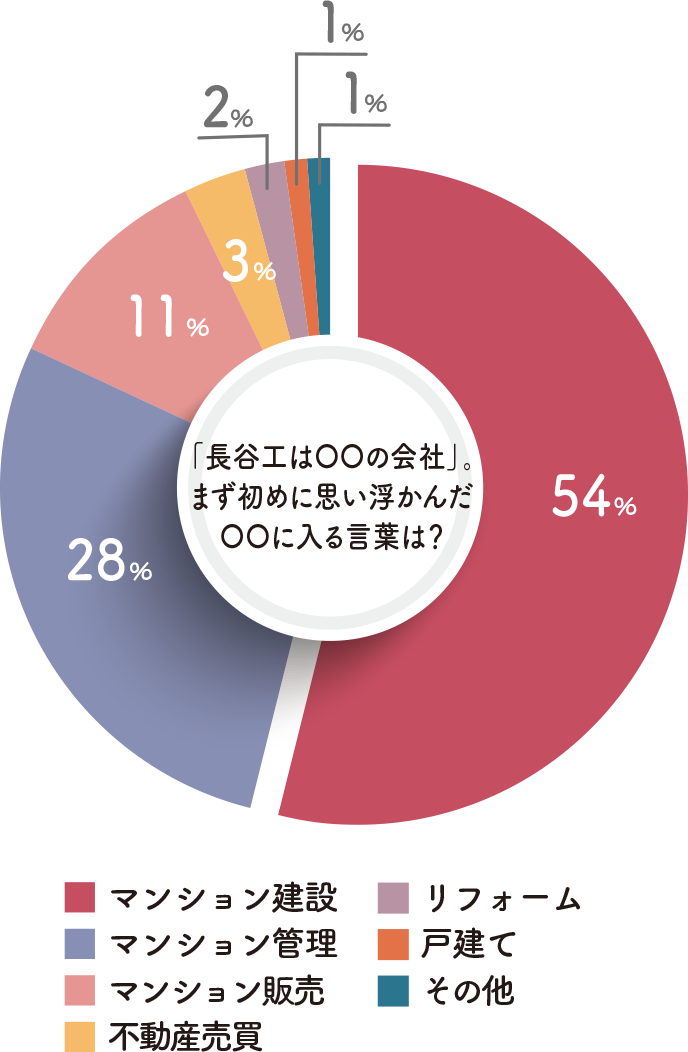 1%
1%
2%
3%
11%
54%
28%
「長谷工は〇〇の会社」。
まず初めに思い浮かんだ
〇〇に入る言葉は？
マンション建設
マンション管理
マンション販売
不動産売買
リフォーム
戸建て
その他